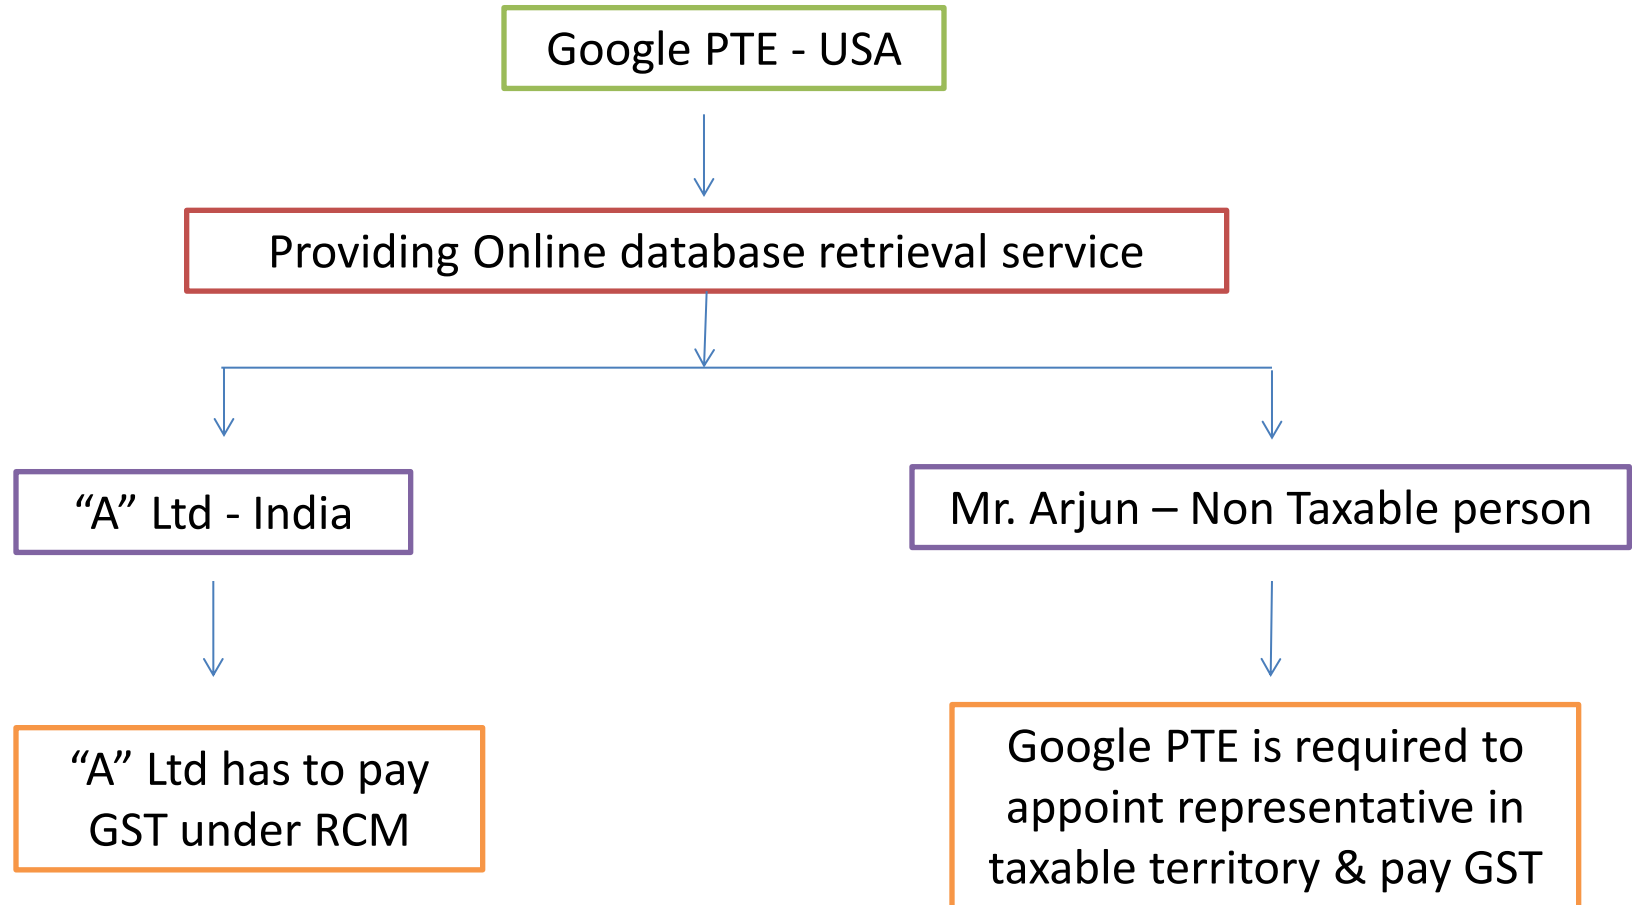 Google PTE - USA
Providing Online database retrieval service
“A” Ltd - India
Mr. Arjun – Non Taxable person
“A” Ltd has to pay
GST under RCM
Google PTE is required to
appoint representative in
taxable territory & pay GST